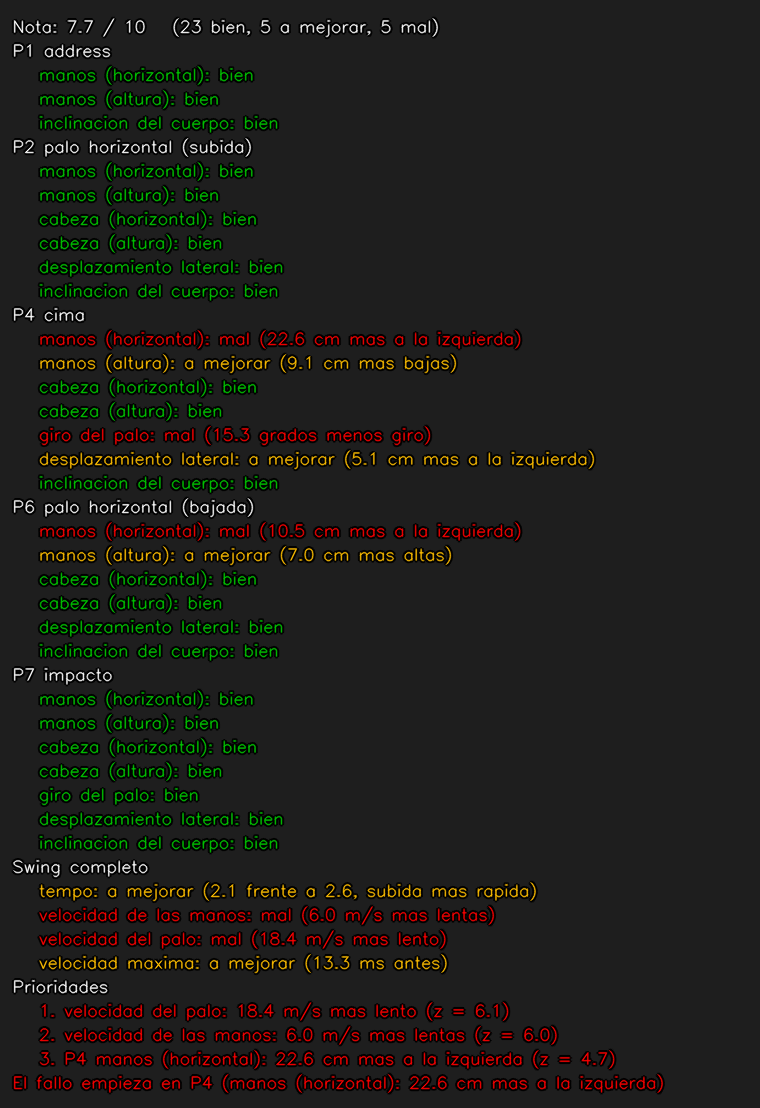 Nota: 7.7 / 10 (23 bien, 5 a mejorar, 5 mal)
P1 address
manos (horizontal): bien
manos (altura): bien
inclinacion del cuerpo: bien
P2 palo horizontal (subida)
manos (horizontal): bien
manos (altura): bien
cabeza (horizontal): bien
cabeza (altura): bien
desplazamiento lateral: bien
inclinacion del cuerpo: bien
P4 cima
manos (horizontal): mal (22.6 cm mas a la izquierda)
manos (altura): a mejorar (9.1 cm mas bajas)
cabeza (horizontal): bien
cabeza (altura): bien
giro del palo: mal (15.3 grados menos giro)
desplazamiento lateral: a mejorar (5.1 cm mas a la izquierda)
inclinacion del cuerpo: bien
P6 palo horizontal (bajada)
manos (horizontal): mal (10.5 cm mas a la izquierda)
manos (altura): a mejorar (7.0 cm mas altas)
cabeza (horizontal): bien
cabeza (altura): bien
desplazamiento lateral: bien
inclinacion del cuerpo: bien
P7 impacto
manos (horizontal): bien
manos (altura): bien
cabeza (horizontal): bien
cabeza (altura): bien
giro del palo: bien
desplazamiento lateral: bien
inclinacion del cuerpo: bien
Swing completo
tempo: a mejorar (2.1 frente a 2.6, subida mas rapida)
velocidad de las manos: mal (6.0 m/s mas lentas)
velocidad del palo: mal (18.4 m/s mas lento)
velocidad maxima: a mejorar (13.3 ms antes)
Prioridades
1. velocidad del palo: 18.4 m/s mas lento (z = 6.1)
2. velocidad de las manos: 6.0 m/s mas lentas (z = 6.0)
3. P4 manos (horizontal): 22.6 cm mas a la izquierda (z = 4.7)
El fallo empieza en P4 (manos (horizontal): 22.6 cm mas a la izquierda)